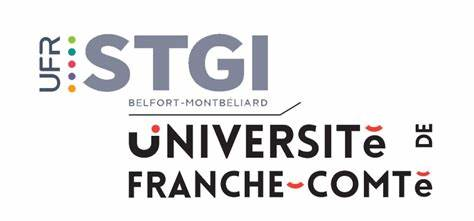 UFR STGI
BELFORT-MONTBÉLIARD
UNIVERSITÉ DE
FRANCHE-COMTÉ